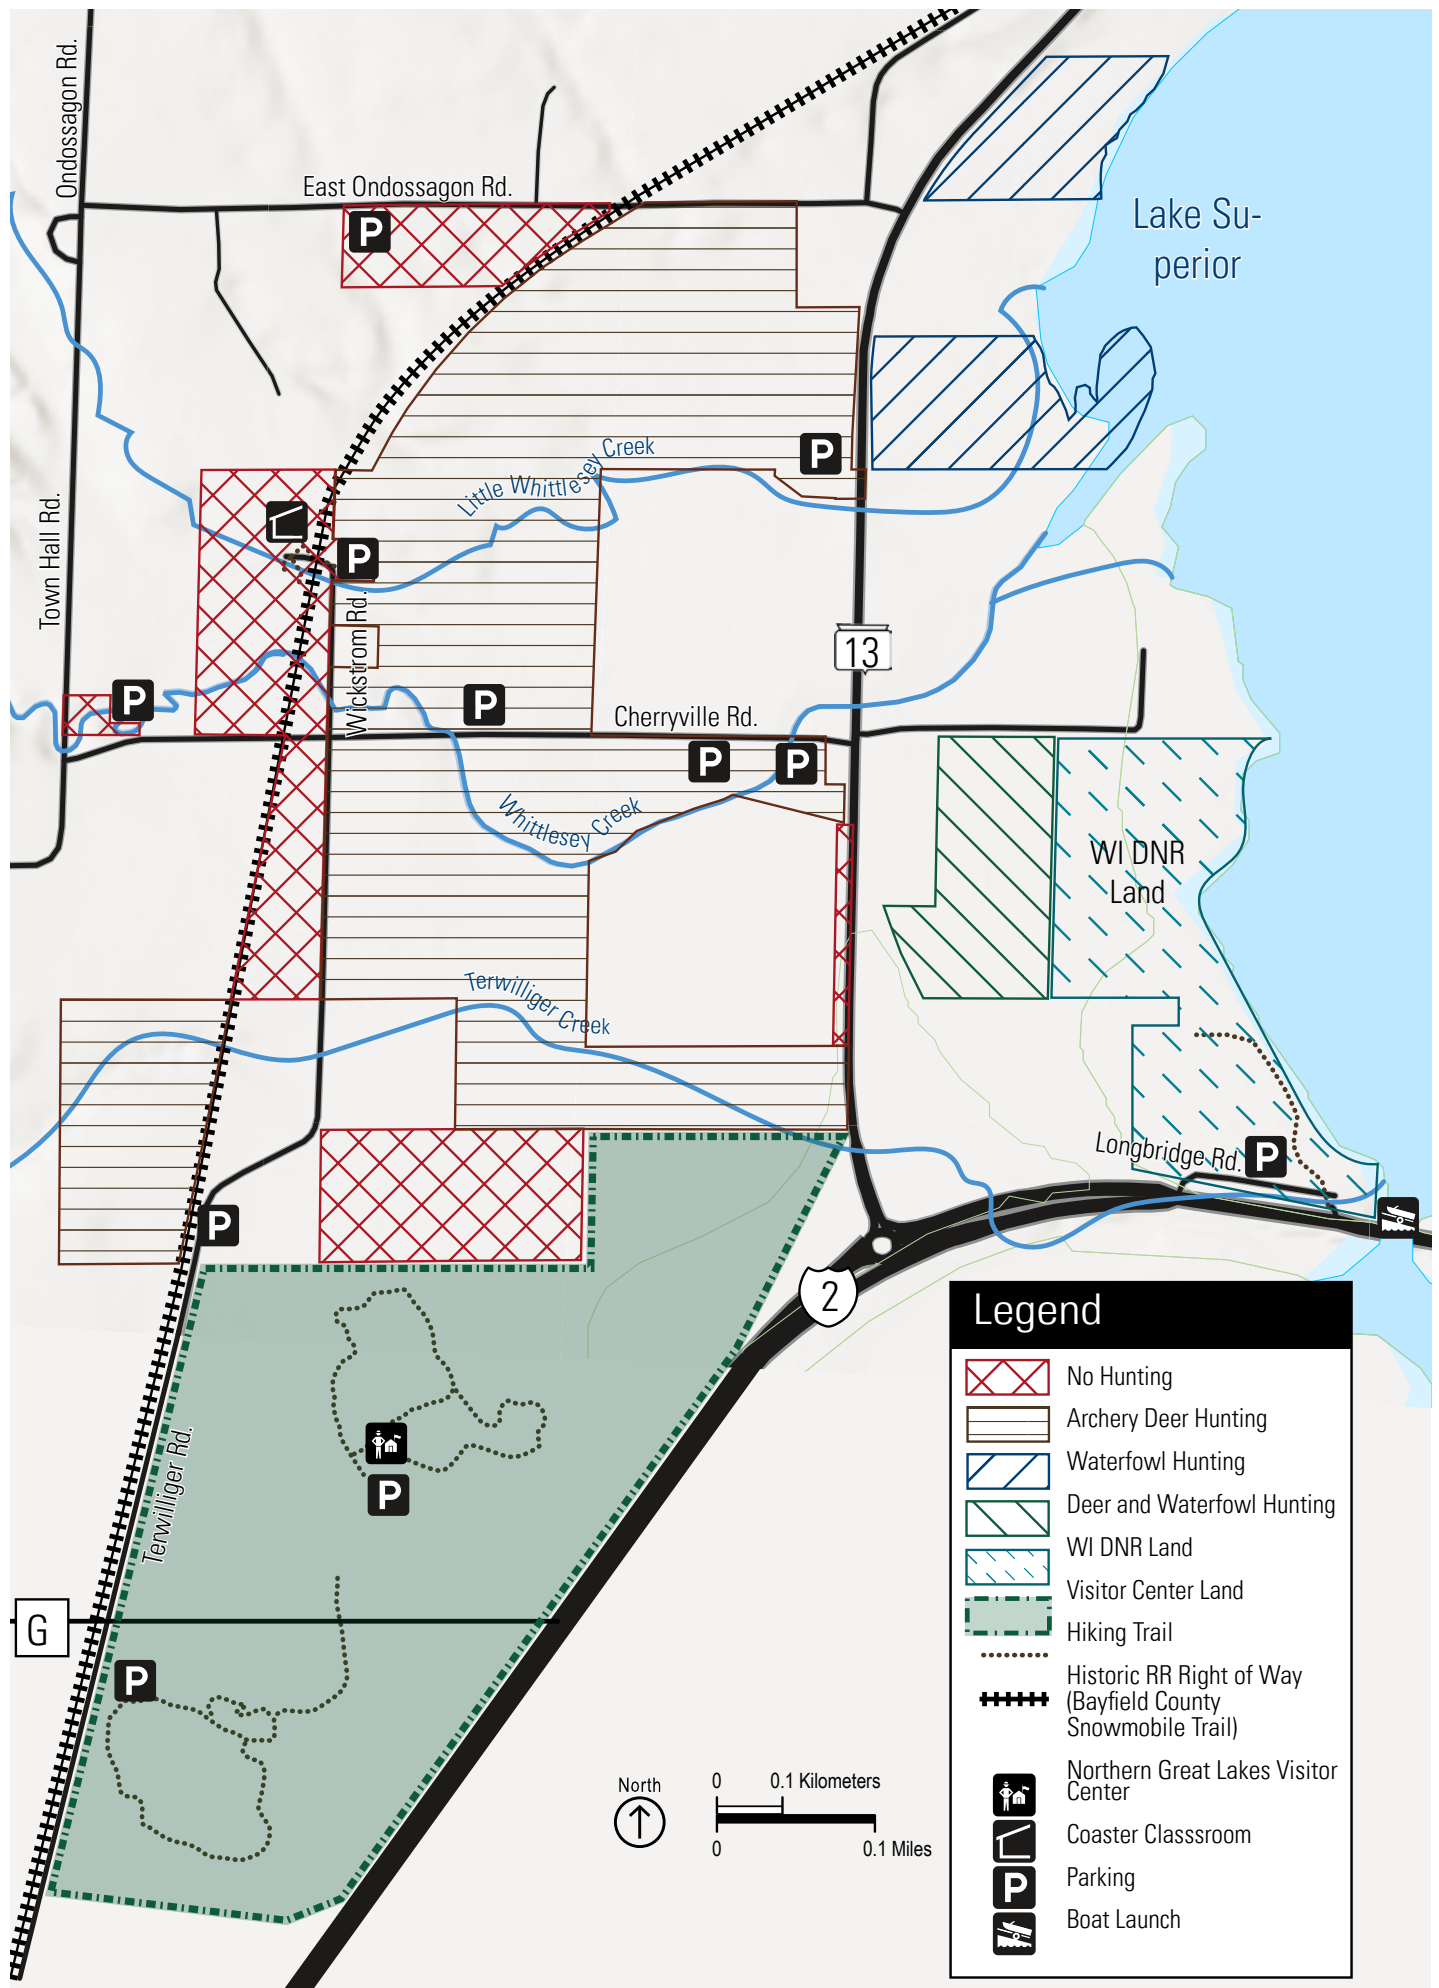 Ondossagon Rd.
East Ondossagon Rd.
P
Lake Su-
perior
Little Whittlesey Creek
P
Town Hall Rd.
P
Wickstrom Rd.
13
P
P
Cherryville Rd.
P
P
Whittlesey Creek
WI DNR
Land
Terwilliger Creek
Longbridge Rd.
P
P
2
Terwilliger Rd.
P
G
P
North
0
0.1 Kilometers
0
0.1 Miles
Legend
No Hunting
Archery Deer Hunting
Waterfowl Hunting
Deer and Waterfowl Hunting
WI DNR Land
Visitor Center Land
Hiking Trail
Historic RR Right of Way
(Bayfield County
Snowmobile Trail)
Northern Great Lakes Visitor
Center
Coaster Classsroom
P
Parking
Boat Launch